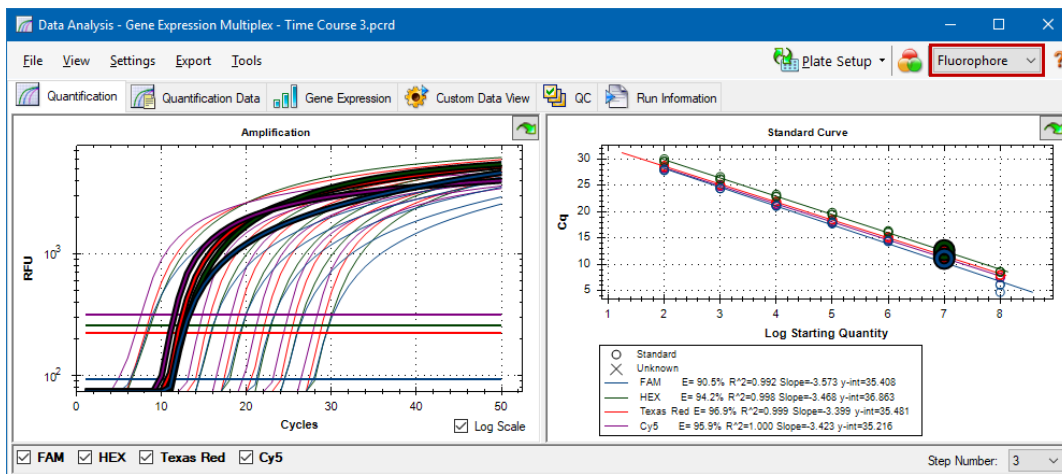 Data Analysis - Gene Expression Multiplex - Time Course 3.pcrd
File View Settings Export Tools
Plate Setup
Fluorophore
?
Quantification
Quantification Data
Gene Expression
Custom Data View
QC
Run Information
Amplification
RFU
10^3
10^2
0 10 20 30 40 50
Cycles
Log Scale
Standard Curve
Cq
30
25
20
15
10
5
1 2 3 4 5 6 7 8
Log Starting Quantity
Standard
Unknown
FAM E= 90.5% R^2=0.992 Slope=-3.573 y-int=35.408
HEX E= 94.2% R^2=0.998 Slope=-3.468 y-int=36.863
Texas Red E= 96.9% R^2=0.999 Slope=-3.399 y-int=35.481
Cy5 E= 95.9% R^2=1.000 Slope=-3.423 y-int=35.216
FAM HEX Texas Red Cy5
Step Number: 3